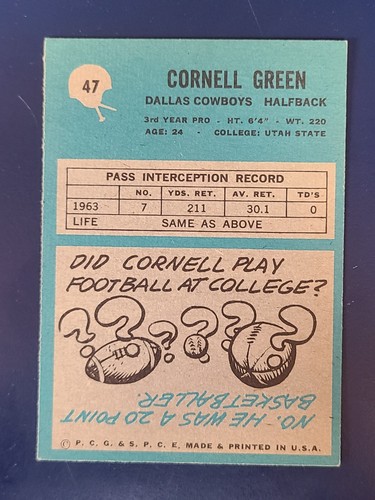 47
CORNELL GREEN
DALLAS COWBOYS HALFBACK
3rd YEAR PRO - HT. 6'4" - WT. 220
AGE: 24 - COLLEGE: UTAH STATE
PASS INTERCEPTION RECORD
NO. YDS. RET. AV. RET. TD'S
1963 7 211 30.1 0
LIFE SAME AS ABOVE
DID CORNELL PLAY
FOOTBALL AT COLLEGE?
NO-HE WAS A 20 POINT
BASKETBALLER.
© P. C. G. & S. P. C. E. MADE & PRINTED IN U.S.A.